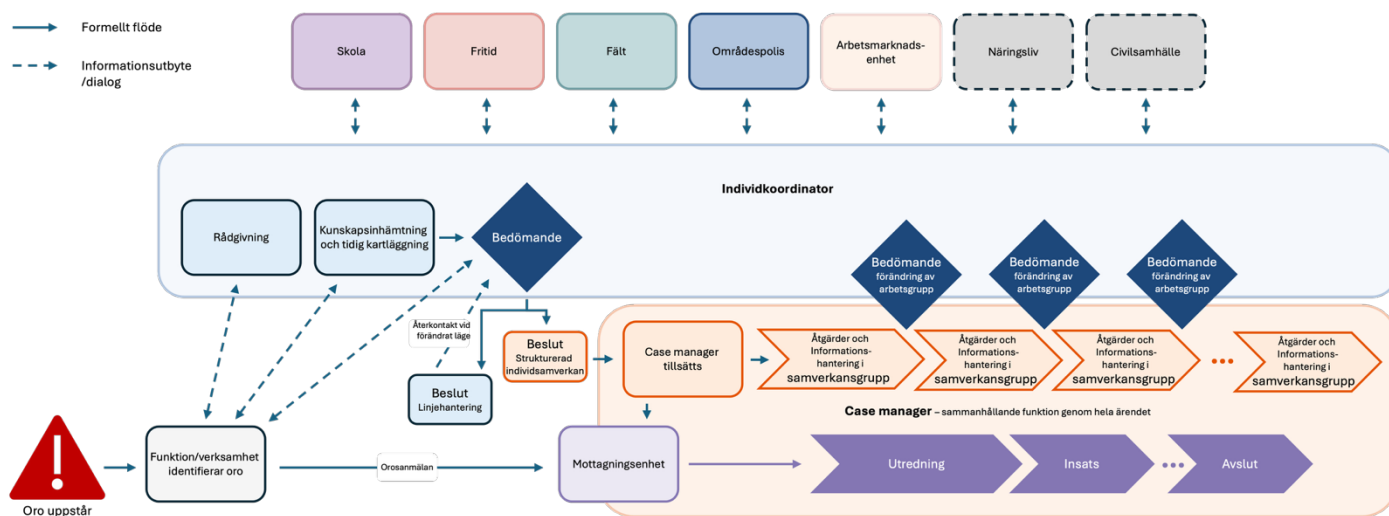 Formellt flöde
Informationsutbyte
/dialog
Skola
Fritid
Fält
Områdespolis
Arbetsmarknads-
enhet
Näringsliv
Civilsamhälle
Individkoordinator
Rådgivning
Kunskapsinhämtning
och tidig kartläggning
Bedömande
Bedömande
förändring av
arbetsgrupp
Bedömande
förändring av
arbetsgrupp
Bedömande
förändring av
arbetsgrupp
Återkontakt vid
förändrat läge
Beslut
Linjehantering
Beslut
Strukturerad
individsamverkan
Case manager
tillsätts
Åtgärder och
Informations-
hantering i
samverkansgrupp
Åtgärder och
Informations-
hantering i
samverkansgrupp
Åtgärder och
Informations-
hantering i
samverkansgrupp
...
Åtgärder och
Informations-
hantering i
samverkansgrupp
Case manager – sammanhållande funktion genom hela ärendet
Oro uppstår
Funktion/verksamhet
identifierar oro
Orosanmälan
Mottagningsenhet
Utredning
Insats
...
Avslut